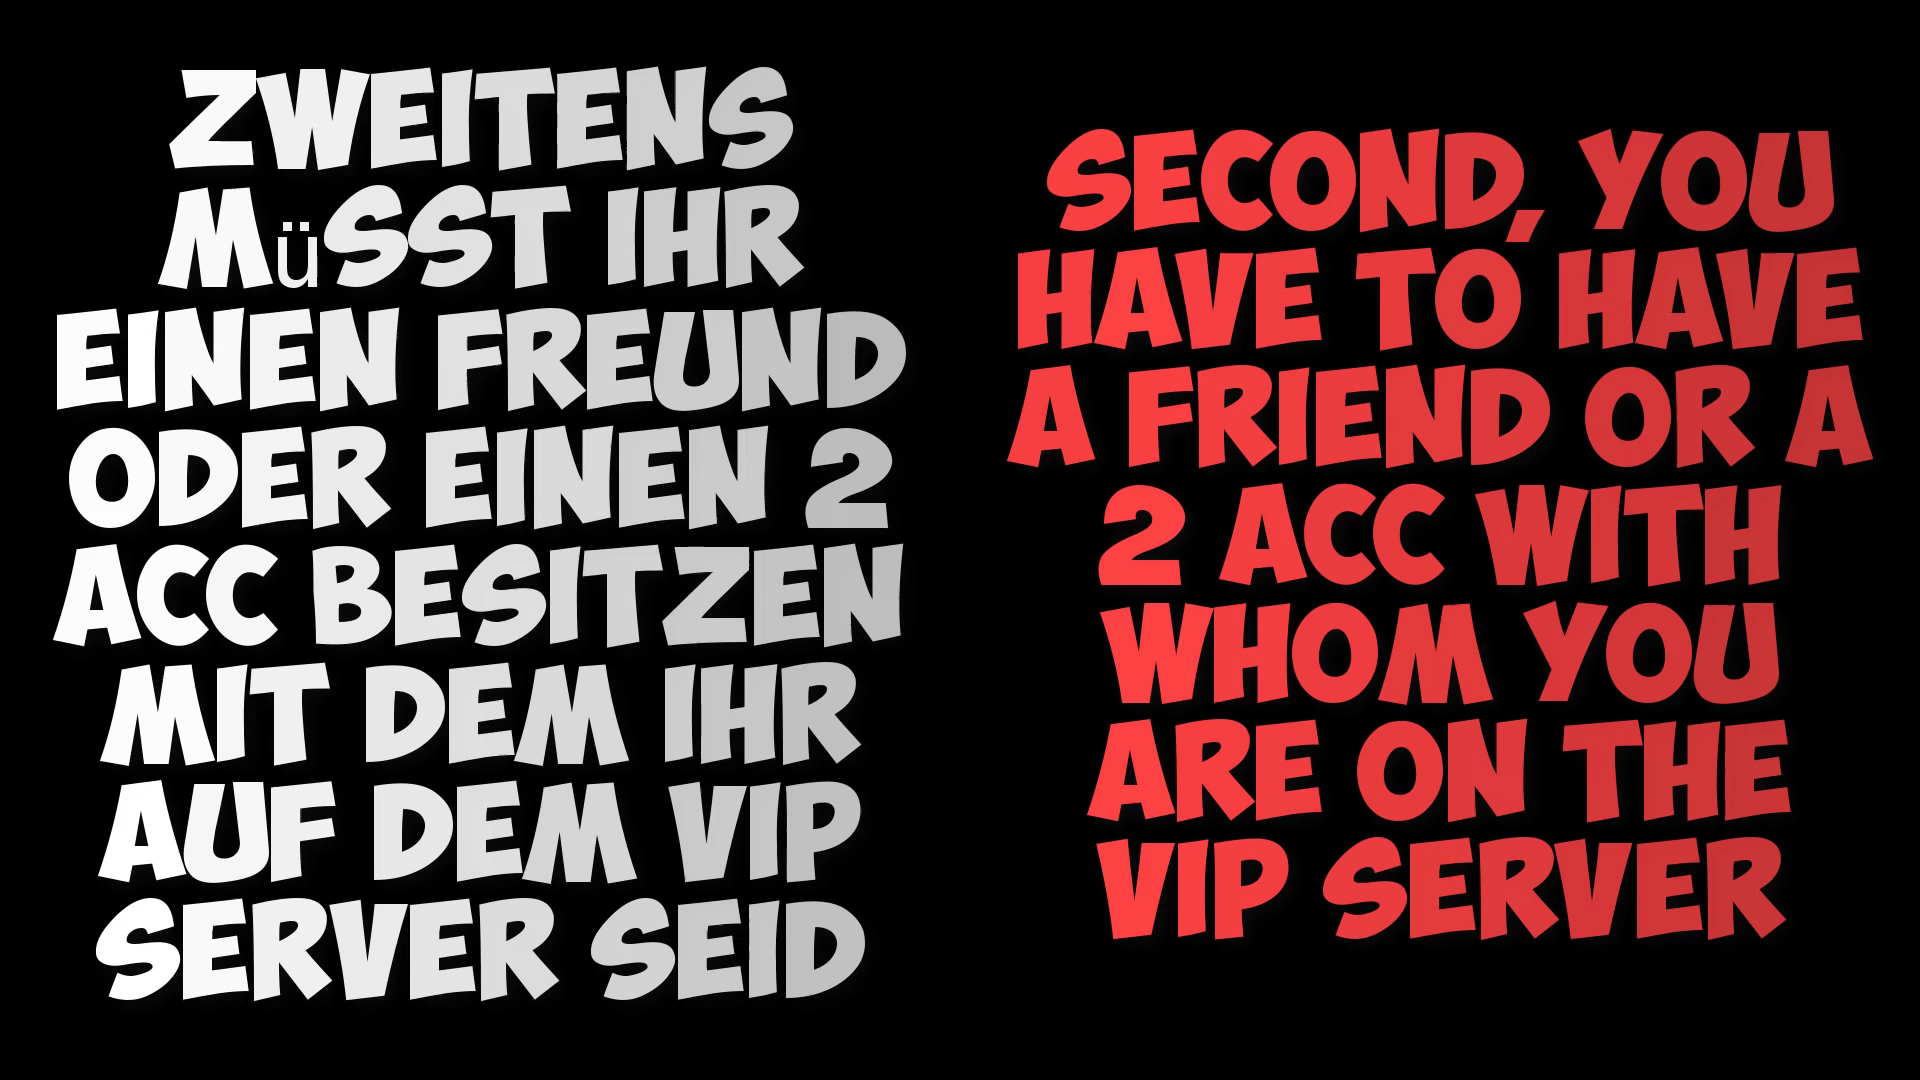 ZWEITENS
MüSST IHR
EINEN FREUND
ODER EINEN 2
ACC BESITZEN
MIT DEM IHR
AUF DEM VIP
SERVER SEID
SECOND, YOU
HAVE TO HAVE
A FRIEND OR A
2 ACC WITH
WHOM YOU
ARE ON THE
VIP SERVER